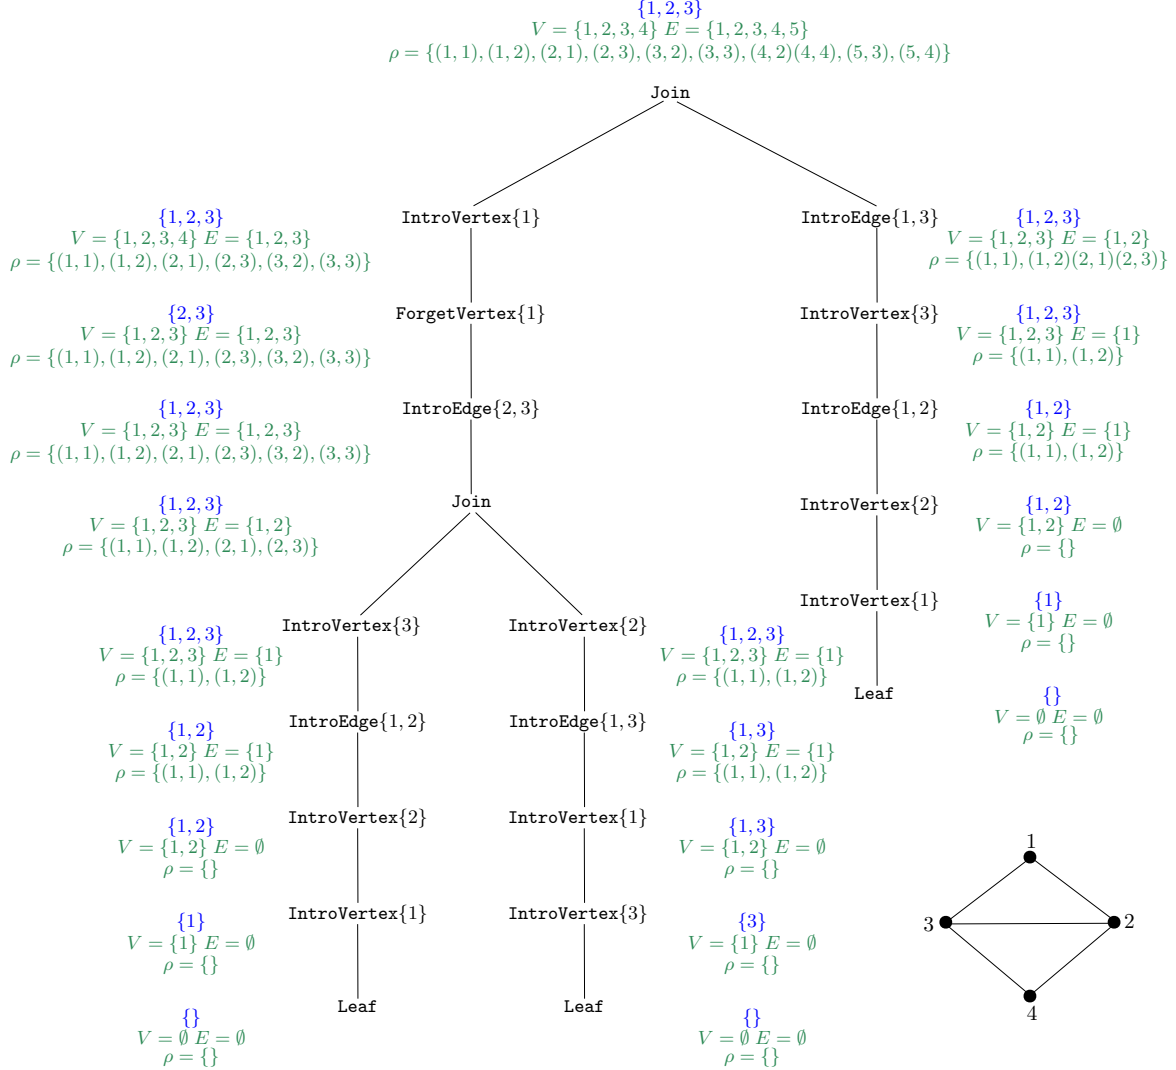 {1, 2, 3}
V = {1, 2, 3, 4} E = {1, 2, 3, 4, 5}
ρ = {(1, 1), (1, 2), (2, 1), (2, 3), (3, 2), (3, 3), (4, 2)(4, 4), (5, 3), (5, 4)}
Join
{1, 2, 3}
V = {1, 2, 3, 4} E = {1, 2, 3}
ρ = {(1, 1), (1, 2), (2, 1), (2, 3), (3, 2), (3, 3)}
IntroVertex{1}
IntroEdge{1, 3}
{1, 2, 3}
V = {1, 2, 3} E = {1, 2}
ρ = {(1, 1), (1, 2)(2, 1)(2, 3)}
{2, 3}
V = {1, 2, 3} E = {1, 2, 3}
ρ = {(1, 1), (1, 2), (2, 1), (2, 3), (3, 2), (3, 3)}
ForgetVertex{1}
IntroVertex{3}
{1, 2, 3}
V = {1, 2, 3} E = {1}
ρ = {(1, 1), (1, 2)}
{1, 2, 3}
V = {1, 2, 3} E = {1, 2, 3}
ρ = {(1, 1), (1, 2), (2, 1), (2, 3), (3, 2), (3, 3)}
IntroEdge{2, 3}
IntroEdge{1, 2}
{1, 2}
V = {1, 2} E = {1}
ρ = {(1, 1), (1, 2)}
{1, 2, 3}
V = {1, 2, 3} E = {1, 2}
ρ = {(1, 1), (1, 2), (2, 1), (2, 3)}
Join
IntroVertex{2}
{1, 2}
V = {1, 2} E = ∅
ρ = {}
IntroVertex{1}
{1}
V = {1} E = ∅
ρ = {}
{1, 2, 3}
V = {1, 2, 3} E = {1}
ρ = {(1, 1), (1, 2)}
IntroVertex{3}
IntroVertex{2}
{1, 2, 3}
V = {1, 2, 3} E = {1}
ρ = {(1, 1), (1, 2)}
Leaf
{}
V = ∅ E = ∅
ρ = {}
{1, 2}
V = {1, 2} E = {1}
ρ = {(1, 1), (1, 2)}
IntroEdge{1, 2}
IntroEdge{1, 3}
{1, 3}
V = {1, 2} E = {1}
ρ = {(1, 1), (1, 2)}
{1, 2}
V = {1, 2} E = ∅
ρ = {}
IntroVertex{2}
IntroVertex{1}
{1, 3}
V = {1, 2} E = ∅
ρ = {}
{1}
V = {1} E = ∅
ρ = {}
IntroVertex{1}
IntroVertex{3}
{3}
V = {1} E = ∅
ρ = {}
{}
V = ∅ E = ∅
ρ = {}
Leaf
Leaf
{}
V = ∅ E = ∅
ρ = {}
1
3
2
4